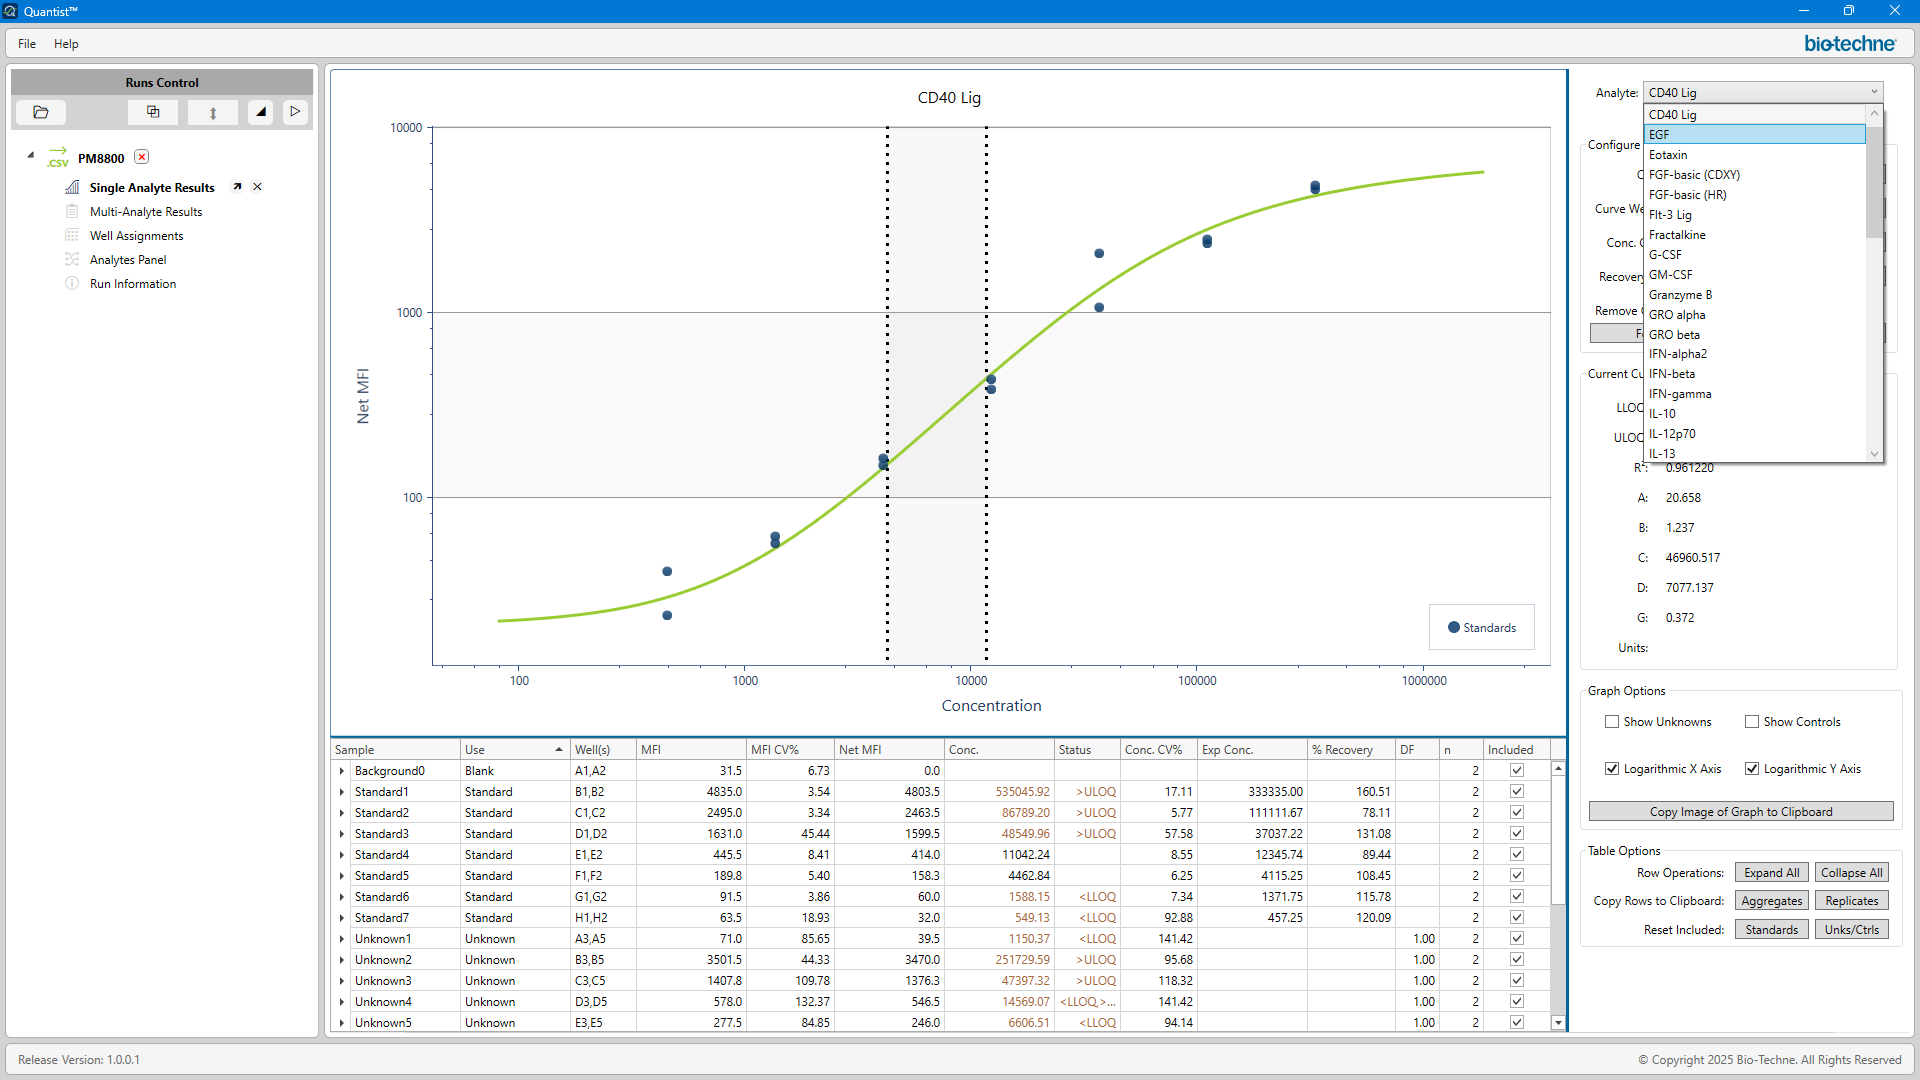 Quantist™
File Help
bio-techne
Runs Control
.CSV PM8800
Single Analyte Results
Multi-Analyte Results
Well Assignments
Analytes Panel
Run Information
CD40 Lig
10000
1000
100
Net MFI
Standards
100 1000 10000 100000 1000000
Concentration
Sample Use Well(s) MFI MFI CV% Net MFI Conc. Status Conc. CV% Exp Conc. % Recovery DF n Included
Background0 Blank A1,A2 31.5 6.73 0.0 2
Standard1 Standard B1,B2 4835.0 3.54 4803.5 535045.92 >ULOQ 17.11 333335.00 160.51 2
Standard2 Standard C1,C2 2495.0 3.34 2463.5 86789.20 >ULOQ 5.77 111111.67 78.11 2
Standard3 Standard D1,D2 1631.0 45.44 1599.5 48549.96 >ULOQ 57.58 37037.22 131.08 2
Standard4 Standard E1,E2 445.5 8.41 414.0 11042.24 8.55 12345.74 89.44 2
Standard5 Standard F1,F2 189.8 5.40 158.3 4462.84 6.25 4115.25 108.45 2
Standard6 Standard G1,G2 91.5 3.86 60.0 1588.15 <LLOQ 7.34 1371.75 115.78 2
Standard7 Standard H1,H2 63.5 18.93 32.0 549.13 <LLOQ 92.88 457.25 120.09 2
Unknown1 Unknown A3,A5 71.0 85.65 39.5 1150.37 <LLOQ 141.42 1.00 2
Unknown2 Unknown B3,B5 3501.5 44.33 3470.0 251729.59 >ULOQ 95.68 1.00 2
Unknown3 Unknown C3,C5 1407.8 109.78 1376.3 47397.32 >ULOQ 118.32 1.00 2
Unknown4 Unknown D3,D5 578.0 132.37 546.5 14569.07 <LLOQ,>... 141.42 1.00 2
Unknown5 Unknown E3,E5 277.5 84.85 246.0 6606.51 <LLOQ 94.14 1.00 2
Analyte: CD40 Lig
CD40 Lig
EGF
Eotaxin
FGF-basic (CDXY)
FGF-basic (HR)
Flt-3 Lig
Fractalkine
G-CSF
GM-CSF
Granzyme B
GRO alpha
GRO beta
IFN-alpha2
IFN-beta
IFN-gamma
IL-10
IL-12p70
IL-13
Configure
Curve We
Conc. C
Recovery
Remove
Current Cu
LLOQ
ULOQ
R²: 0.961220
A: 20.658
B: 1.237
C: 46960.517
D: 7077.137
G: 0.372
Units:
Graph Options
Show Unknowns Show Controls
Logarithmic X Axis Logarithmic Y Axis
Copy Image of Graph to Clipboard
Table Options
Row Operations: Expand All Collapse All
Copy Rows to Clipboard: Aggregates Replicates
Reset Included: Standards Unks/Ctrls
Release Version: 1.0.0.1
© Copyright 2025 Bio-Techne. All Rights Reserved